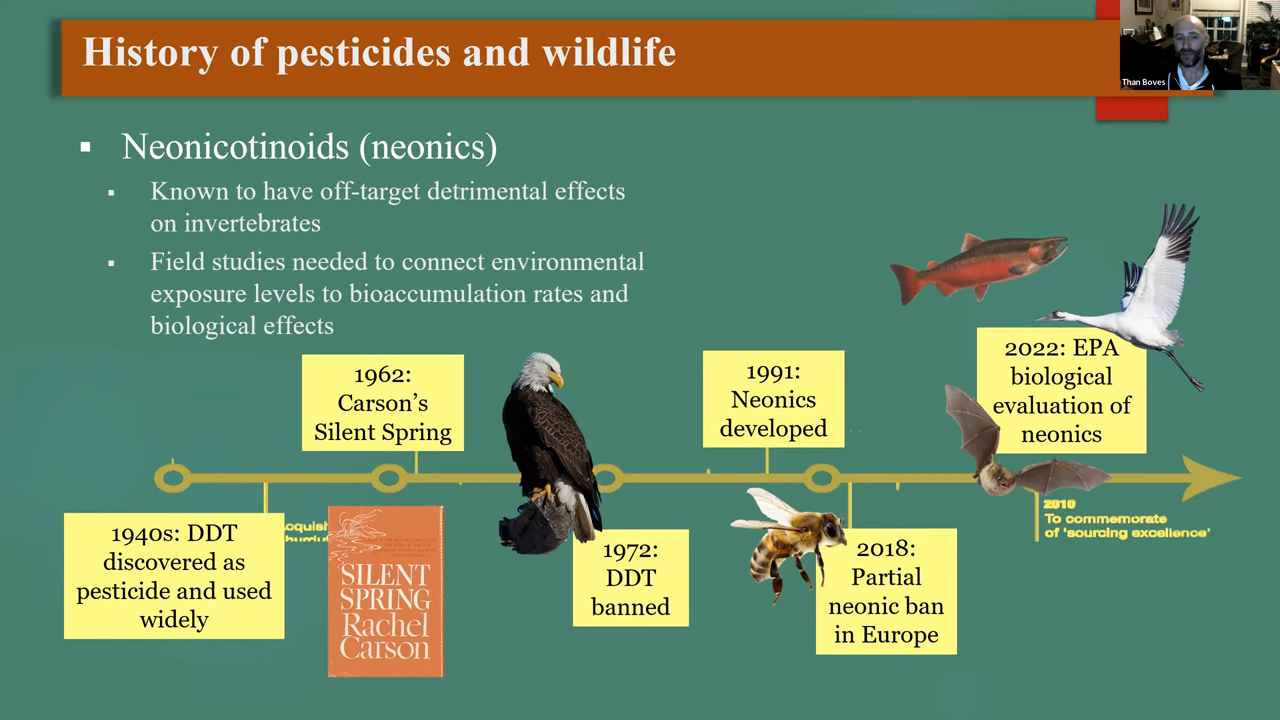 History of pesticides and wildlife
Than Boves
Neonicotinoids (neonics)
Known to have off-target detrimental effects
on invertebrates
Field studies needed to connect environmental
exposure levels to bioaccumulation rates and
biological effects
1962:
Carson's
Silent Spring
1991:
Neonics
developed
2022: EPA
biological
evaluation of
neonics
1940s: DDT
discovered as
pesticide and used
widely
SILENT
SPRING
Rachel
Carson
1972:
DDT
banned
2018:
Partial
neonic ban
in Europe
2010
To commemorate
of 'sourcing excellence'